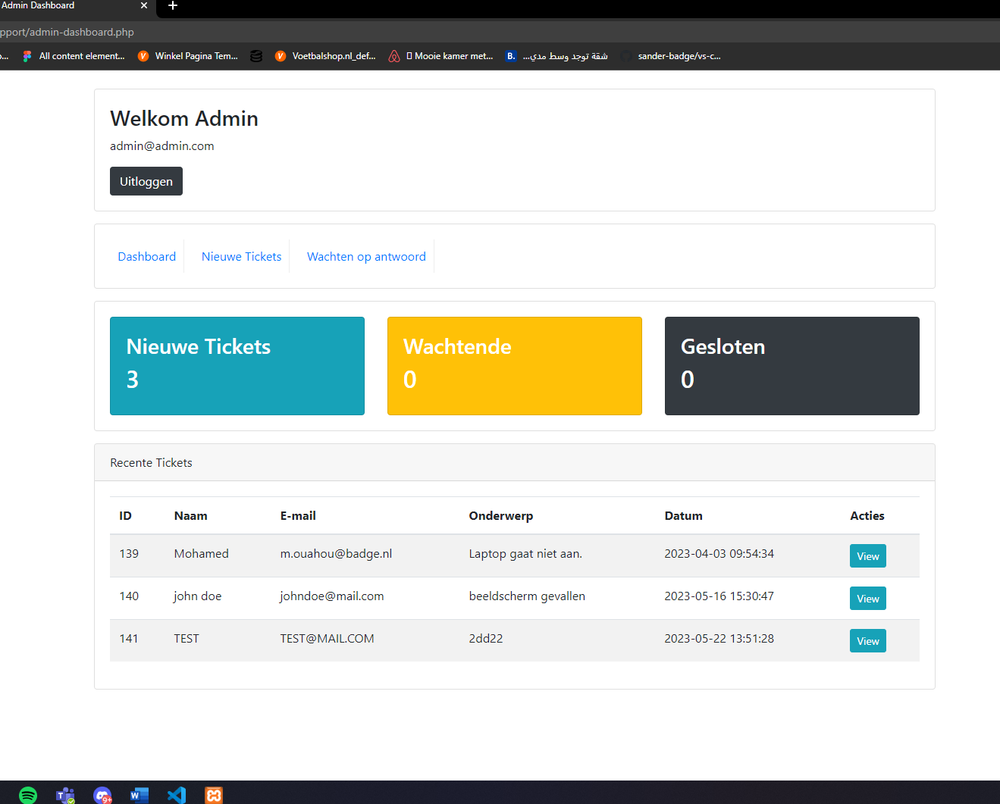 Admin Dashboard
pport/admin-dashboard.php
All content element...
Winkel Pagina Tem...
Voetbalshop.nl_def...
Mooie kamer met...
B.
شقة توجد وسط مدي...
sander-badge/vs-c...
Welkom Admin
admin@admin.com
Uitloggen
Dashboard
Nieuwe Tickets
Wachten op antwoord
Nieuwe Tickets
3
Wachtende
0
Gesloten
0
Recente Tickets
ID Naam E-mail Onderwerp Datum Acties
139 Mohamed m.ouahou@badge.nl Laptop gaat niet aan. 2023-04-03 09:54:34 View
140 john doe johndoe@mail.com beeldscherm gevallen 2023-05-16 15:30:47 View
141 TEST TEST@MAIL.COM 2dd22 2023-05-22 13:51:28 View
9+